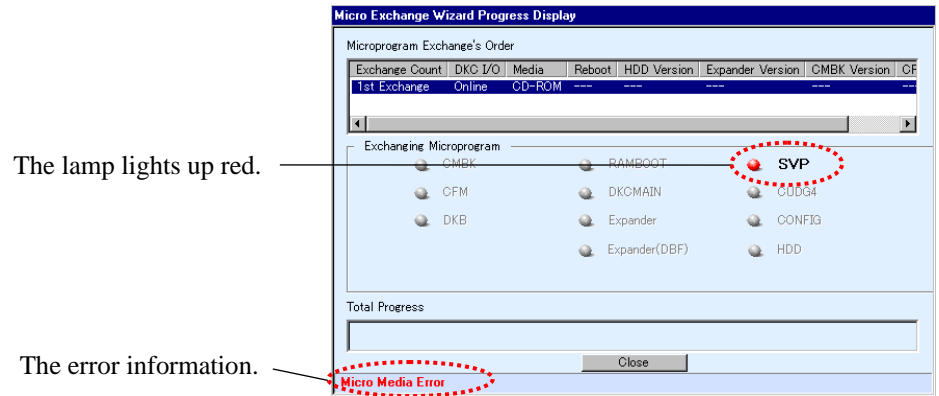 Micro Exchange Wizard Progress Display
Microprogram Exchange's Order
Exchange Count DKC I/O Media Reboot HDD Version Expander Version CMBK Version CF
1st Exchange Online CD-ROM --- --- --- --- --
Exchanging Microprogram
The lamp lights up red.
CMBK RAMBOOT SVP
CFM DKCMAIN CUDG4
DKB Expander CONFIG
Expander(DBF) HDD
Total Progress
Close
The error information.
Micro Media Error